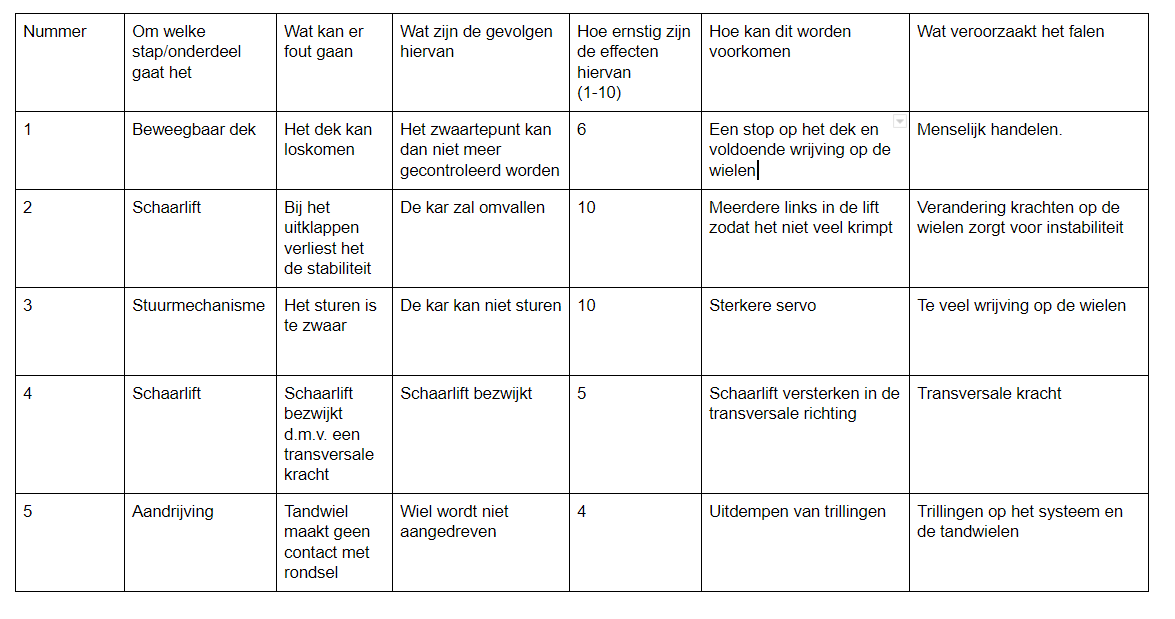 Nummer
Om welke
stap/onderdeel
gaat het
Wat kan er
fout gaan
Wat zijn de gevolgen
hiervan
Hoe ernstig zijn
de effecten
hiervan
(1-10)
Hoe kan dit worden
voorkomen
Wat veroorzaakt het falen
1
Beweegbaar dek
Het dek kan
loskomen
Het zwaartepunt kan
dan niet meer
gecontroleerd worden
6
Een stop op het dek en
voldoende wrijving op de
wielen
Menselijk handelen.
2
Schaarlift
Bij het
uitklappen
verliest het
de stabiliteit
De kar zal omvallen
10
Meerdere links in de lift
zodat het niet veel krimpt
Verandering krachten op de
wielen zorgt voor instabiliteit
3
Stuurmechanisme
Het sturen is
te zwaar
De kar kan niet sturen
10
Sterkere servo
Te veel wrijving op de wielen
4
Schaarlift
Schaarlift
bezwijkt
d.m.v. een
transversale
kracht
Schaarlift bezwijkt
5
Schaarlift versterken in de
transversale richting
Transversale kracht
5
Aandrijving
Tandwiel
maakt geen
contact met
rondsel
Wiel wordt niet
aangedreven
4
Uitdempen van trillingen
Trillingen op het systeem en
de tandwielen